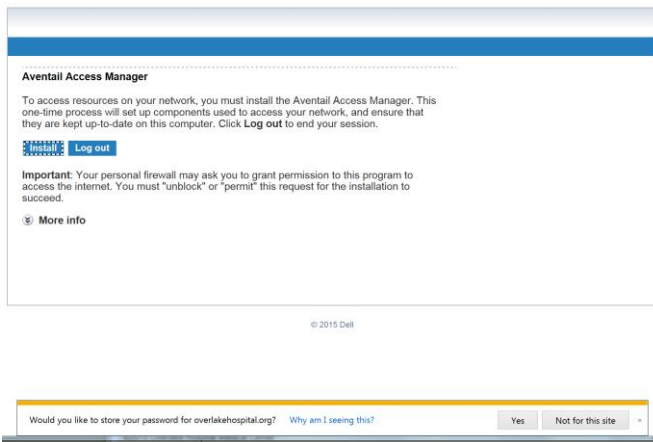 Aventail Access Manager
To access resources on your network, you must install the Aventail Access Manager. This
one-time process will set up components used to access your network, and ensure that
they are kept up-to-date on this computer. Click Log out to end your session.
Install Log out
Important: Your personal firewall may ask you to grant permission to this program to
access the internet. You must "unblock" or "permit" this request for the installation to
succeed.
More info
© 2015 Dell
Would you like to store your password for overlakehospital.org? Why am I seeing this? Yes Not for this site ×